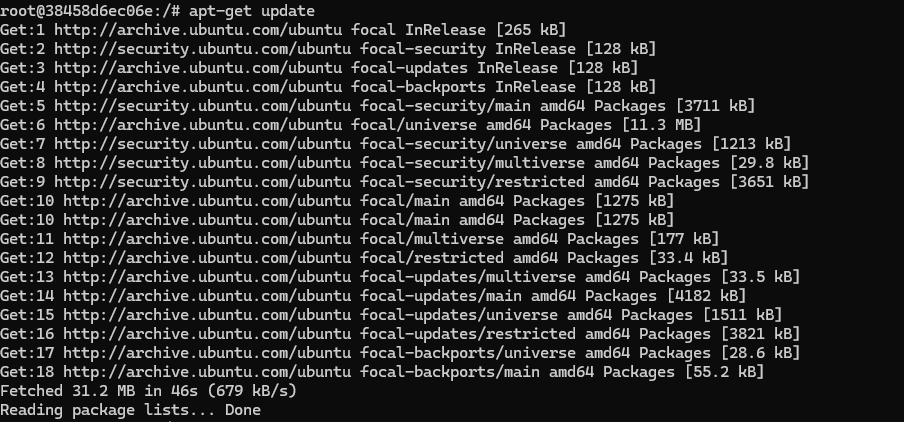 root@38458d6ec06e:/# apt-get update
Get:1 http://archive.ubuntu.com/ubuntu focal InRelease [265 kB]
Get:2 http://security.ubuntu.com/ubuntu focal-security InRelease [128 kB]
Get:3 http://archive.ubuntu.com/ubuntu focal-updates InRelease [128 kB]
Get:4 http://archive.ubuntu.com/ubuntu focal-backports InRelease [128 kB]
Get:5 http://security.ubuntu.com/ubuntu focal-security/main amd64 Packages [3711 kB]
Get:6 http://archive.ubuntu.com/ubuntu focal/universe amd64 Packages [11.3 MB]
Get:7 http://security.ubuntu.com/ubuntu focal-security/universe amd64 Packages [1213 kB]
Get:8 http://security.ubuntu.com/ubuntu focal-security/multiverse amd64 Packages [29.8 kB]
Get:9 http://security.ubuntu.com/ubuntu focal-security/restricted amd64 Packages [3651 kB]
Get:10 http://archive.ubuntu.com/ubuntu focal/main amd64 Packages [1275 kB]
Get:10 http://archive.ubuntu.com/ubuntu focal/main amd64 Packages [1275 kB]
Get:11 http://archive.ubuntu.com/ubuntu focal/multiverse amd64 Packages [177 kB]
Get:12 http://archive.ubuntu.com/ubuntu focal/restricted amd64 Packages [33.4 kB]
Get:13 http://archive.ubuntu.com/ubuntu focal-updates/multiverse amd64 Packages [33.5 kB]
Get:14 http://archive.ubuntu.com/ubuntu focal-updates/main amd64 Packages [4182 kB]
Get:15 http://archive.ubuntu.com/ubuntu focal-updates/universe amd64 Packages [1511 kB]
Get:16 http://archive.ubuntu.com/ubuntu focal-updates/restricted amd64 Packages [3821 kB]
Get:17 http://archive.ubuntu.com/ubuntu focal-backports/universe amd64 Packages [28.6 kB]
Get:18 http://archive.ubuntu.com/ubuntu focal-backports/main amd64 Packages [55.2 kB]
Fetched 31.2 MB in 46s (679 kB/s)
Reading package lists... Done